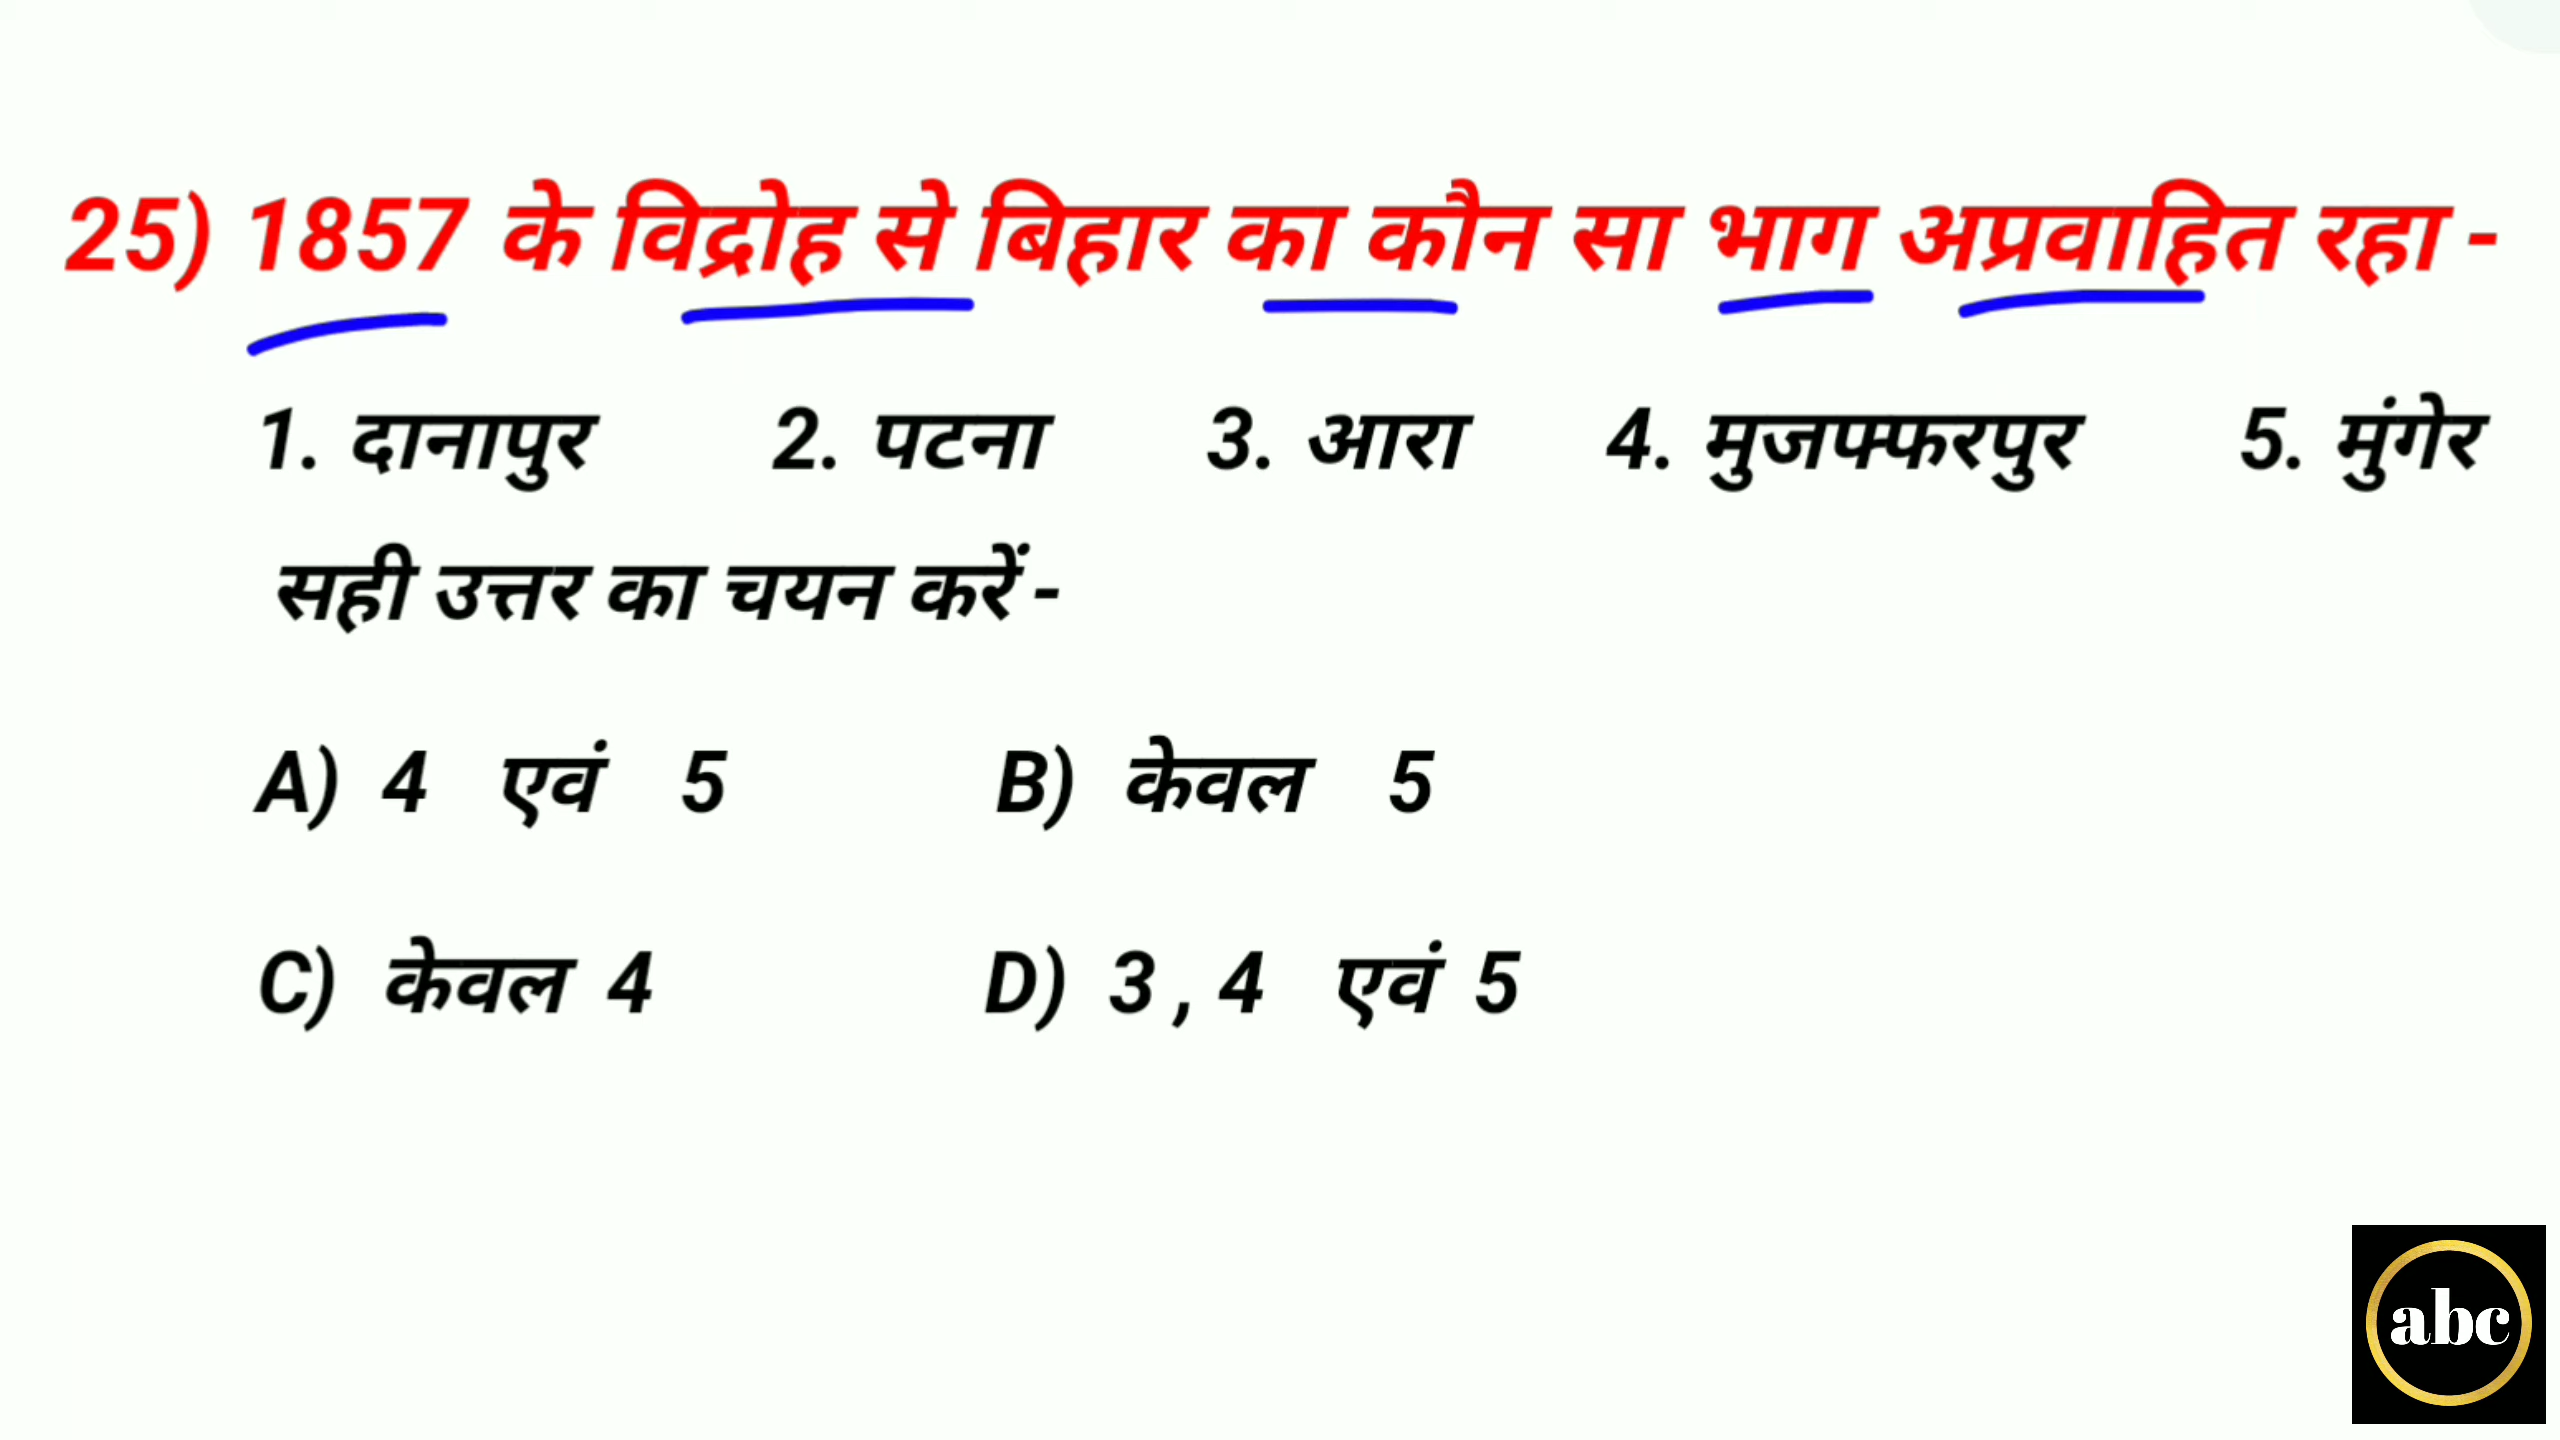 25) 1857 के विद्रोह से बिहार का कौन सा भाग अप्रवाहित रहा -
1. दानापुर 2. पटना 3. आरा 4. मुजफ्फरपुर 5. मुंगेर
सही उत्तर का चयन करें -
A) 4 एवं 5 B) केवल 5
C) केवल 4 D) 3 , 4 एवं 5
abc